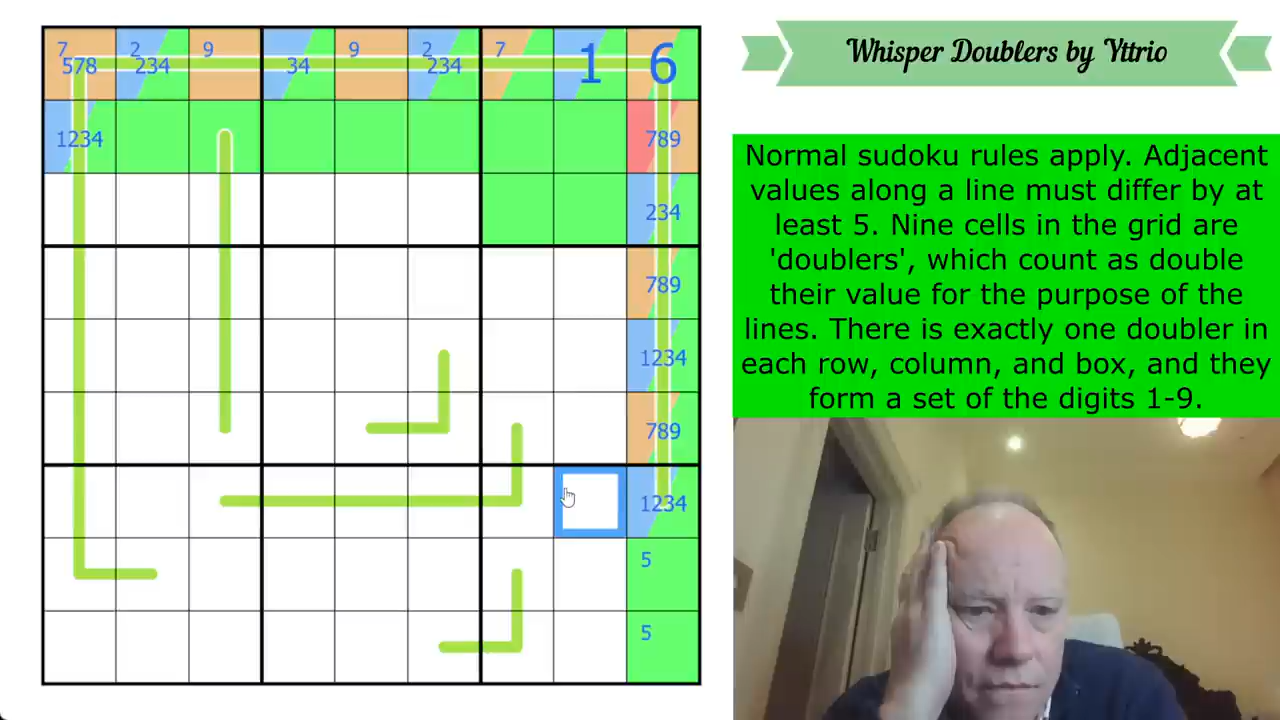 Whisper Doublers by Yttrio
7 2 9 9 2 7
578 234 34 234 1 6
1234 789
Normal sudoku rules apply. Adjacent
values along a line must differ by at
least 5. Nine cells in the grid are
'doublers', which count as double
their value for the purpose of the
lines. There is exactly one doubler in
each row, column, and box, and they
form a set of the digits 1-9.
234
789
1234
789
1234
5
5